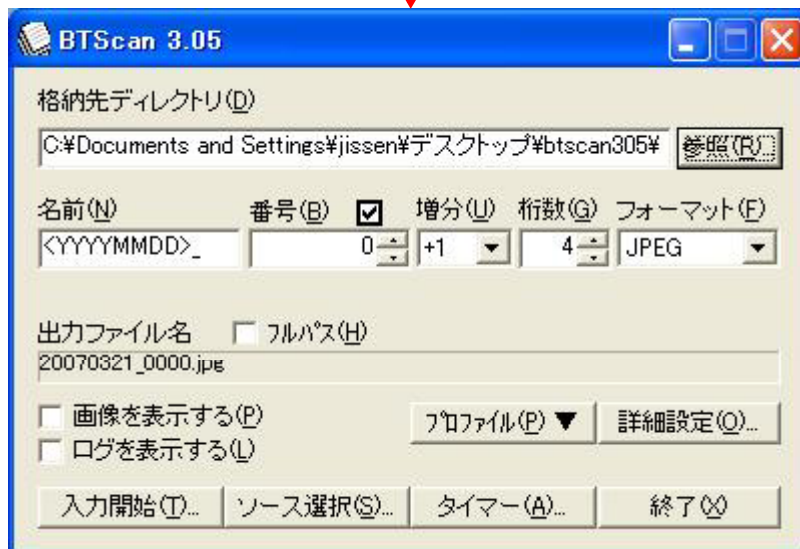 BTScan 3.05
格納先ディレクトリ(D)
C:¥Documents and Settings¥jissen¥デスクトップ¥btscan305¥ 参照(R)...
名前(N) 番号(B) 増分(U) 桁数(G) フォーマット(F)
<YYYYMMDD>_ 0 +1 4 JPEG
出力ファイル名 フルパス(H)
20070321_0000.jpg
画像を表示する(P) プロファイル(P) ▼ 詳細設定(O)...
ログを表示する(L)
入力開始(T)... ソース選択(S)... タイマー(A)... 終了(X)